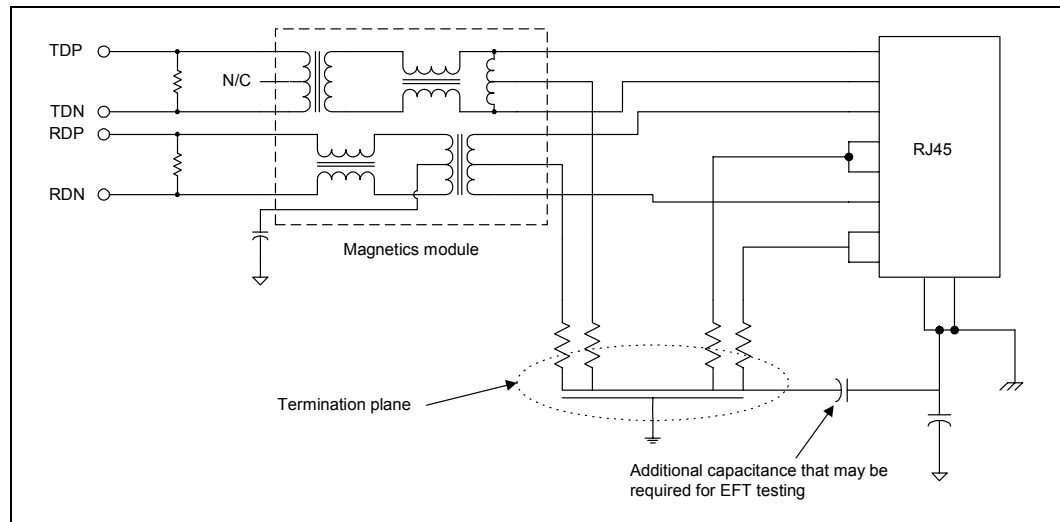 TDP
N/C
TDN
RDP
RDN
RJ45
Magnetics module
Termination plane
Additional capacitance that may be
required for EFT testing